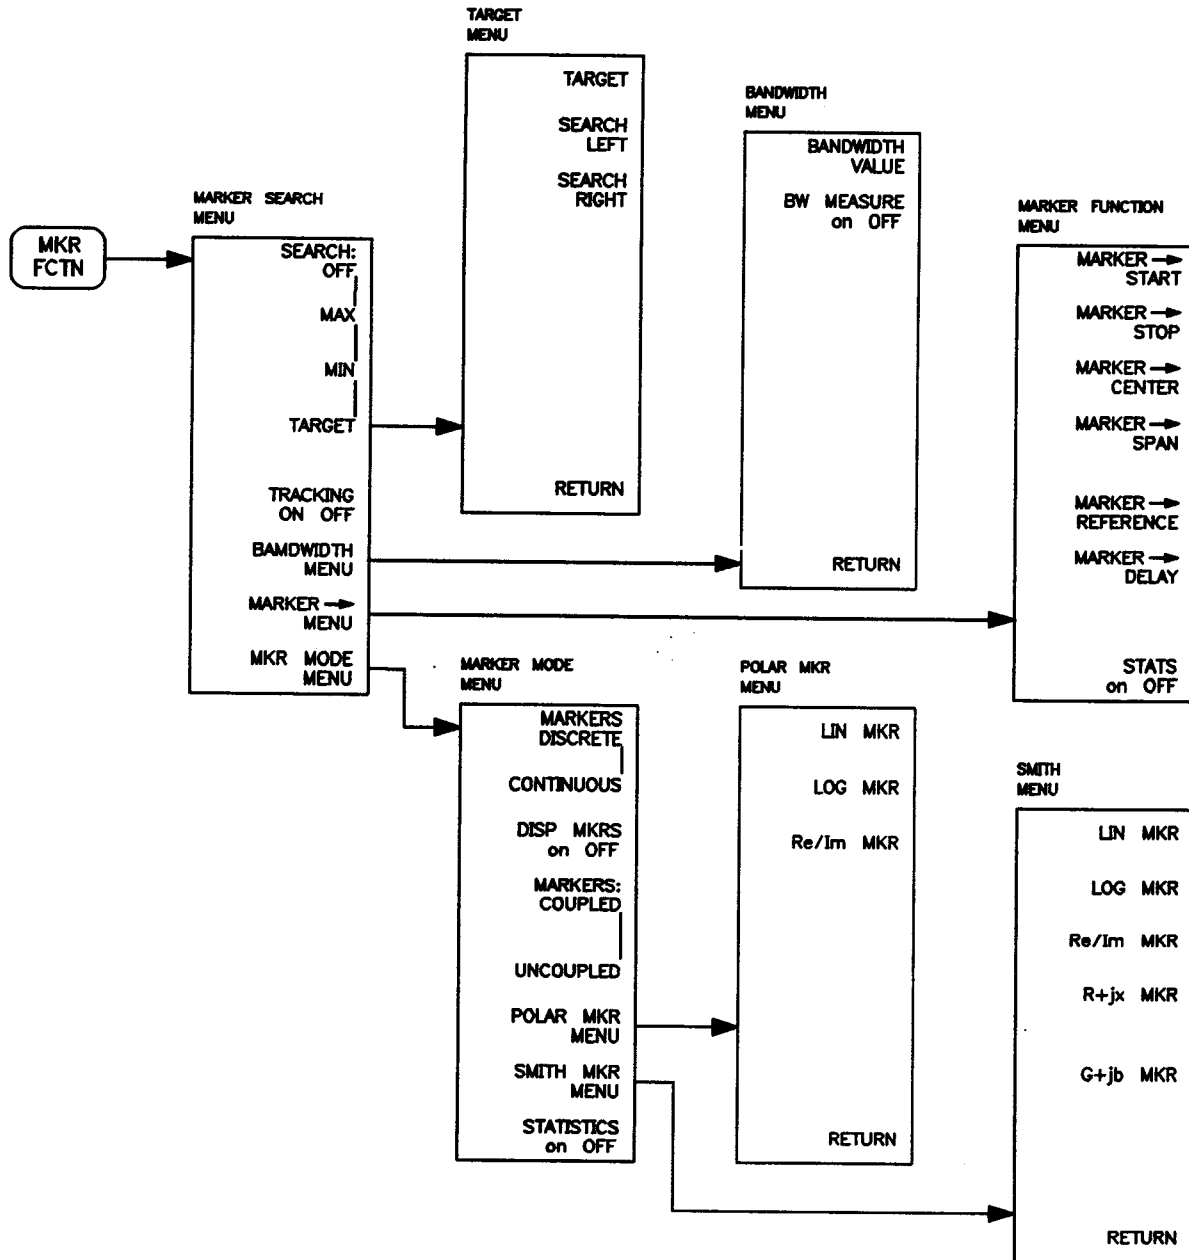 TARGET
MENU
TARGET
SEARCH
LEFT
SEARCH
RIGHT
RETURN
BANDWIDTH
MENU
BANDWIDTH
VALUE
BW MEASURE
on OFF
RETURN
MARKER SEARCH
MENU
MKR
FCTN
SEARCH:
OFF
MAX
MIN
TARGET
TRACKING
ON OFF
BAMDWIDTH
MENU
MARKER→
MENU
MKR MODE
MENU
MARKER FUNCTION
MENU
MARKER→
START
MARKER→
STOP
MARKER→
CENTER
MARKER→
SPAN
MARKER→
REFERENCE
MARKER→
DELAY
STATS
on OFF
MARKER MODE
MENU
MARKERS
DISCRETE
CONTINUOUS
DISP MKRS
on OFF
MARKERS:
COUPLED
UNCOUPLED
POLAR MKR
MENU
SMITH MKR
MENU
STATISTICS
on OFF
POLAR MKR
MENU
LIN MKR
LOG MKR
Re/Im MKR
RETURN
SMITH
MENU
LIN MKR
LOG MKR
Re/Im MKR
R+jx MKR
G+jb MKR
RETURN